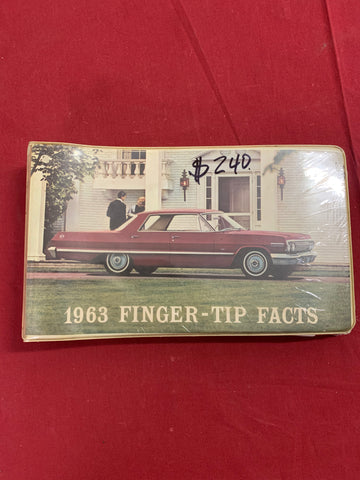 $240.
1963 FINGER-TIP FACTS